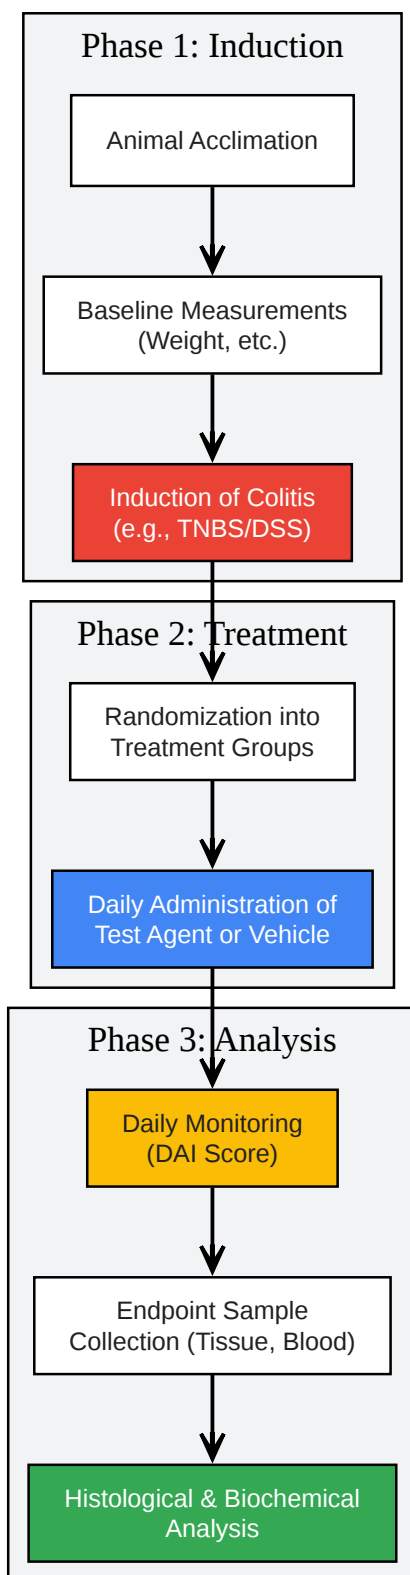 Phase 1: Induction
Animal Acclimation
Baseline Measurements
(Weight, etc.)
Induction of Colitis
(e.g., TNBS/DSS)
Phase 2: Treatment
Randomization into
Treatment Groups
Daily Administration of
Test Agent or Vehicle
Phase 3: Analysis
Daily Monitoring
(DAI Score)
Endpoint Sample
Collection (Tissue, Blood)
Histological & Biochemical
Analysis